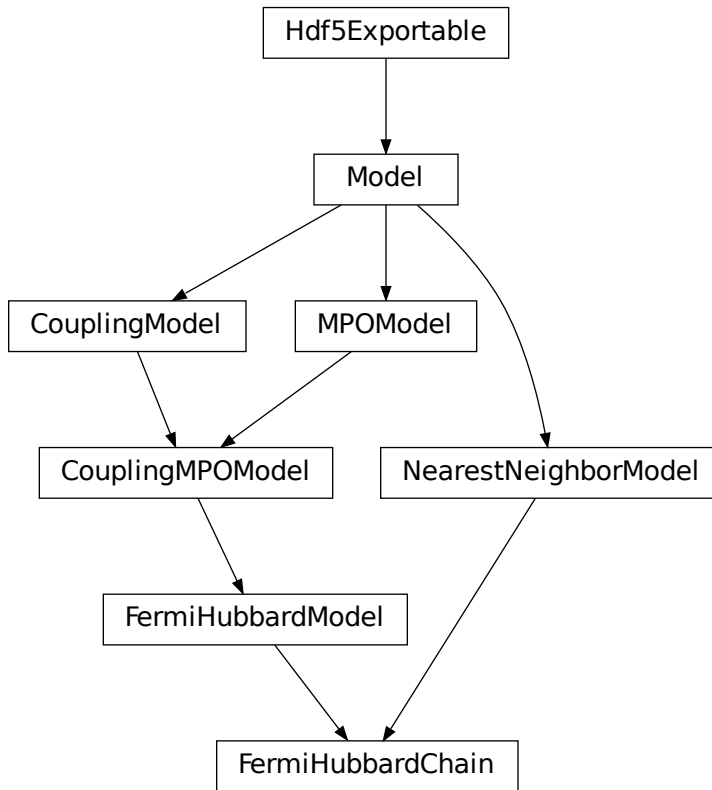 Hdf5Exportable
Model
CouplingModel
MPOModel
CouplingMPOModel
NearestNeighborModel
FermiHubbardModel
FermiHubbardChain